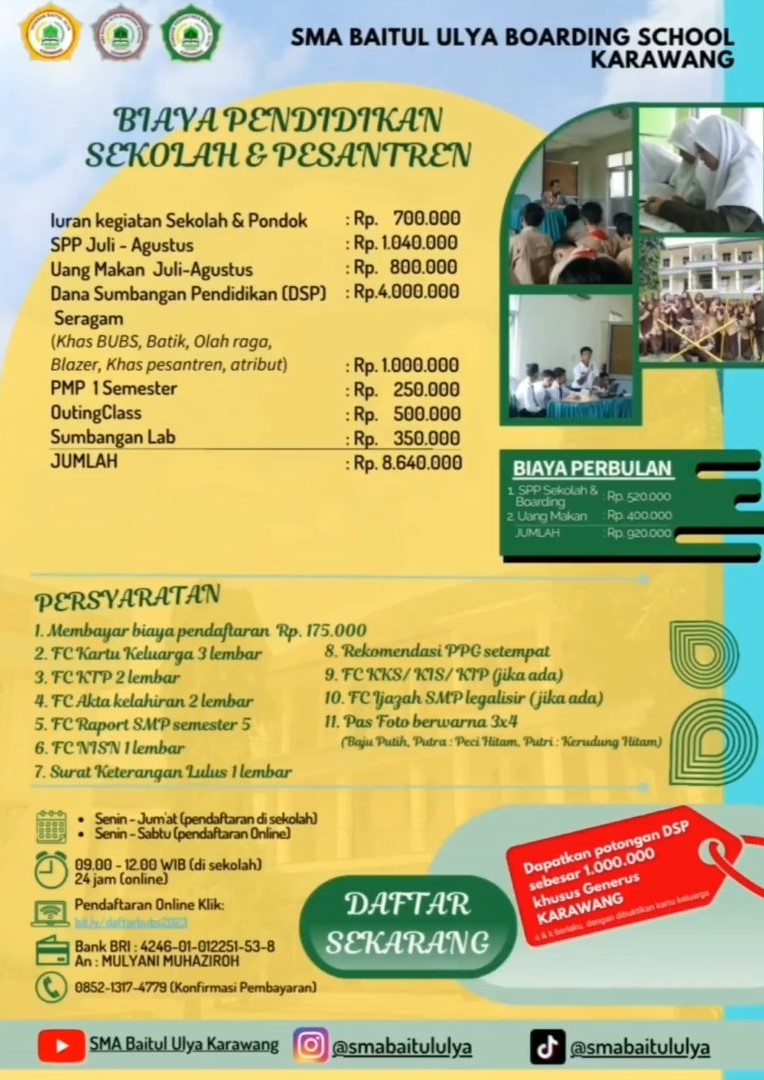 SMA BAITUL ULYA BOARDING SCHOOL
KARAWANG
BIAYA PENDIDIKAN
SEKOLAH & PESANTREN
Iuran kegiatan Sekolah & Pondok : Rp. 700.000
SPP Juli - Agustus : Rp. 1.040.000
Uang Makan Juli-Agustus : Rp. 800.000
Dana Sumbangan Pendidikan (DSP) : Rp.4.000.000
Seragam
(Khas BUBS, Batik, Olah raga,
Blazer, Khas pesantren, atribut) : Rp. 1.000.000
PMP 1 Semester : Rp. 250.000
OutingClass : Rp. 500.000
Sumbangan Lab : Rp. 350.000
JUMLAH : Rp. 8.640.000
BIAYA PERBULAN
1. SPP Sekolah & Boarding : Rp. 520.000
2. Uang Makan : Rp. 400.000
JUMLAH : Rp. 920.000
PERSYARATAN
1. Membayar biaya pendaftaran Rp. 175.000
2. FC Kartu Keluarga 3 lembar
3. FC KTP 2 lembar
4. FC Akta kelahiran 2 lembar
5. FC Raport SMP semester 5
6. FC NISN 1 lembar
7. Surat Keterangan Lulus 1 lembar
8. Rekomendasi PPG setempat
9. FC KKS/ KIS/ KIP (jika ada)
10. FC Ijazah SMP legalisir (jika ada)
11. Pas Foto berwarna 3x4
(Baju Putih, Putra : Peci Hitam, Putri : Kerudung Hitam)
• Senin - Jum'at (pendaftaran di sekolah)
• Senin - Sabtu (pendaftaran Online)
09.00 - 12.00 WIB (di sekolah)
24 jam (online)
Pendaftaran Online Klik:
bit.ly/daftarbubs2023
Bank BRI : 4246-01-012251-53-8
An : MULYANI MUHAZIROH
0852-1317-4779 (Konfirmasi Pembayaran)
DAFTAR
SEKARANG
Dapatkan potongan DSP
sebesar 1.000.000
khusus Generus
KARAWANG
s & k berlaku, dengan dibuktikan kartu keluarga
SMA Baitul Ulya Karawang
@smabaitululya
@smabaitululya